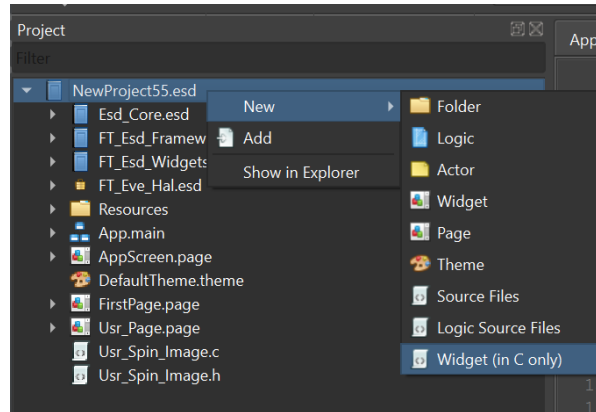 Project
App
Filter
NewProject55.esd
Esd_Core.esd
FT_Esd_Framew
FT_Esd_Widgets
FT_Eve_Hal.esd
Resources
App.main
AppScreen.page
DefaultTheme.theme
FirstPage.page
Usr_Page.page
Usr_Spin_Image.c
Usr_Spin_Image.h
New
Add
Show in Explorer
Folder
Logic
Actor
Widget
Page
Theme
Source Files
Logic Source Files
Widget (in C only)
1
1